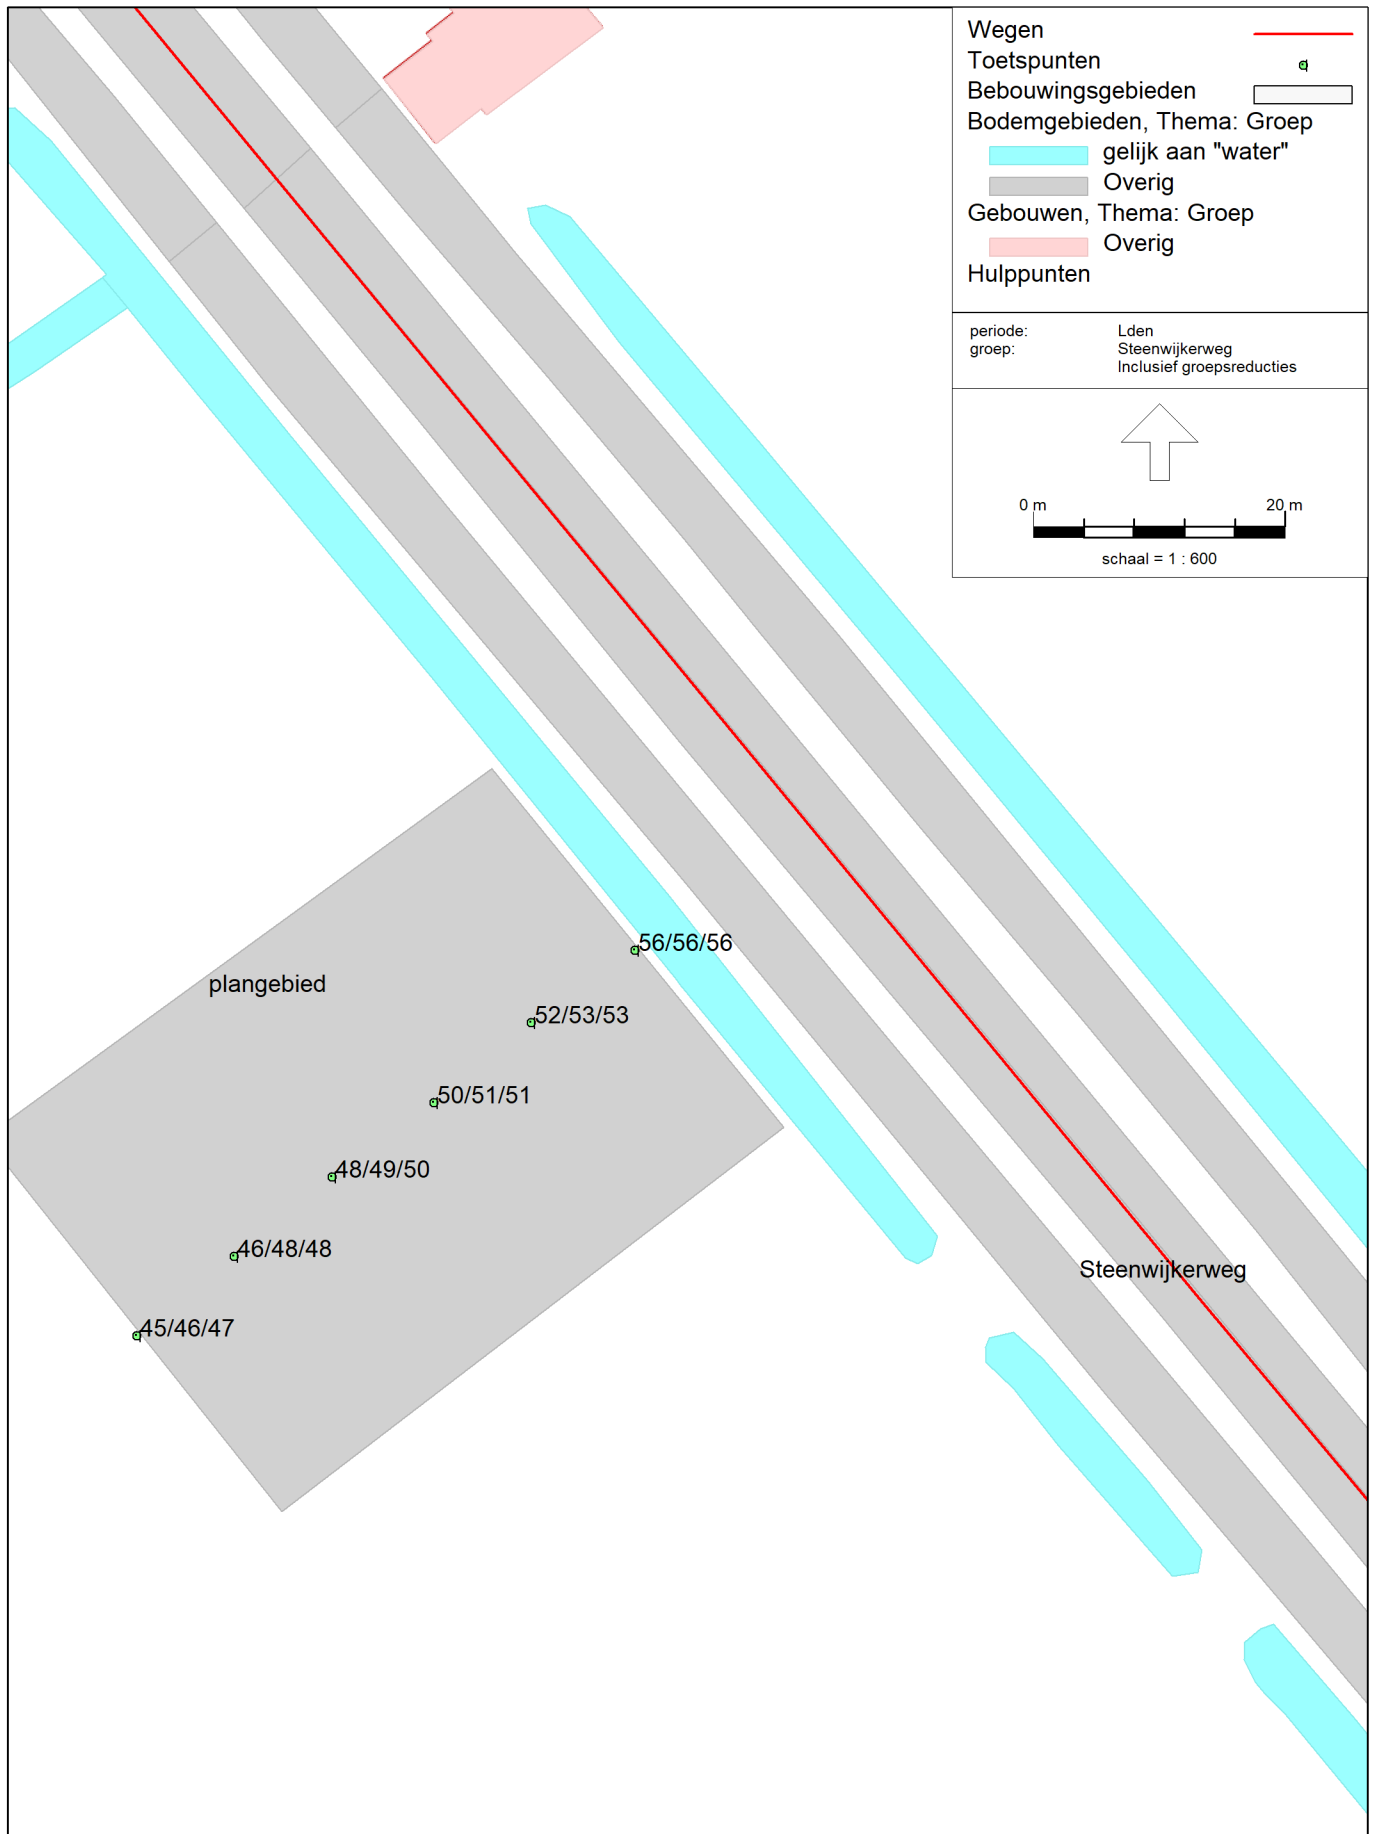 Wegen
Toetspunten
Bebouwingsgebieden
Bodemgebieden, Thema: Groep
gelijk aan "water"
Overig
Gebouwen, Thema: Groep
Overig
Hulppunten
periode: Lden
groep: Steenwijkerweg
Inclusief groepsreducties
0 m 20 m
schaal = 1 : 600
56/56/56
plangebied
52/53/53
50/51/51
48/49/50
46/48/48
Steenwijkerweg
45/46/47